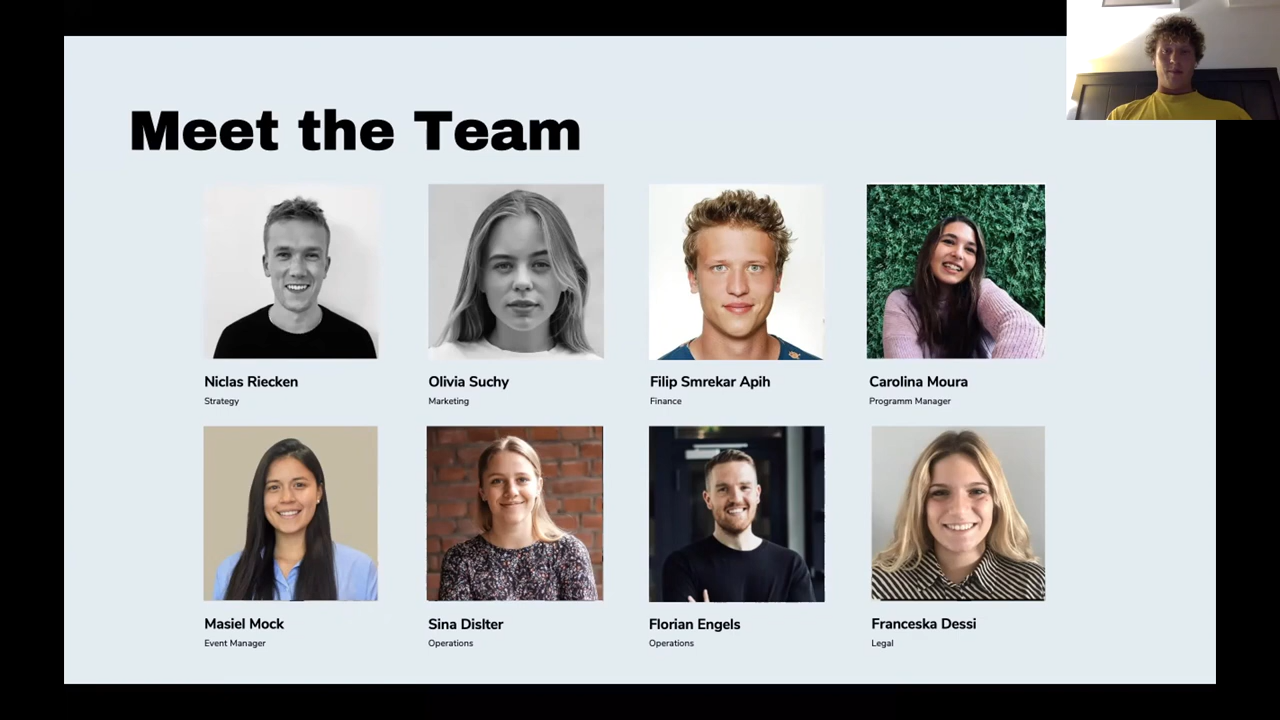 Meet the Team
Niclas Riecken
Strategy
Olivia Suchy
Marketing
Filip Smrekar Apih
Finance
Carolina Moura
Programm Manager
Masiel Mock
Event Manager
Sina Dislter
Operations
Florian Engels
Operations
Franceska Dessi
Legal